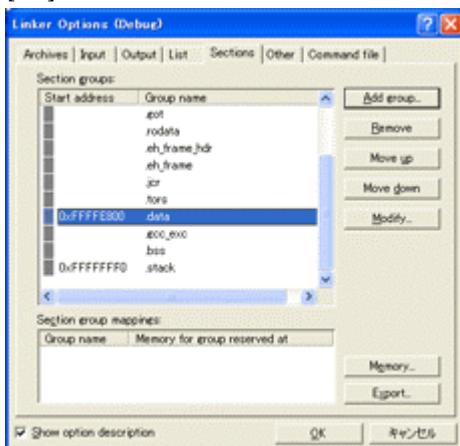 Linker Options (Debug)
Archives Input Output List Sections Other Command file
Section groups:
Start address Group name
.got
.rodata
.eh_frame_hdr
.eh_frame
.jcr
.tors
0xFFFFE800 .data
.gcc_exc
.bss
0xFFFFFFF0 .stack
Add group...
Remove
Move up
Move down
Modify...
Section group mappings:
Group name Memory for group reserved at
Memory...
Export...
Show option description
OK
キャンセル